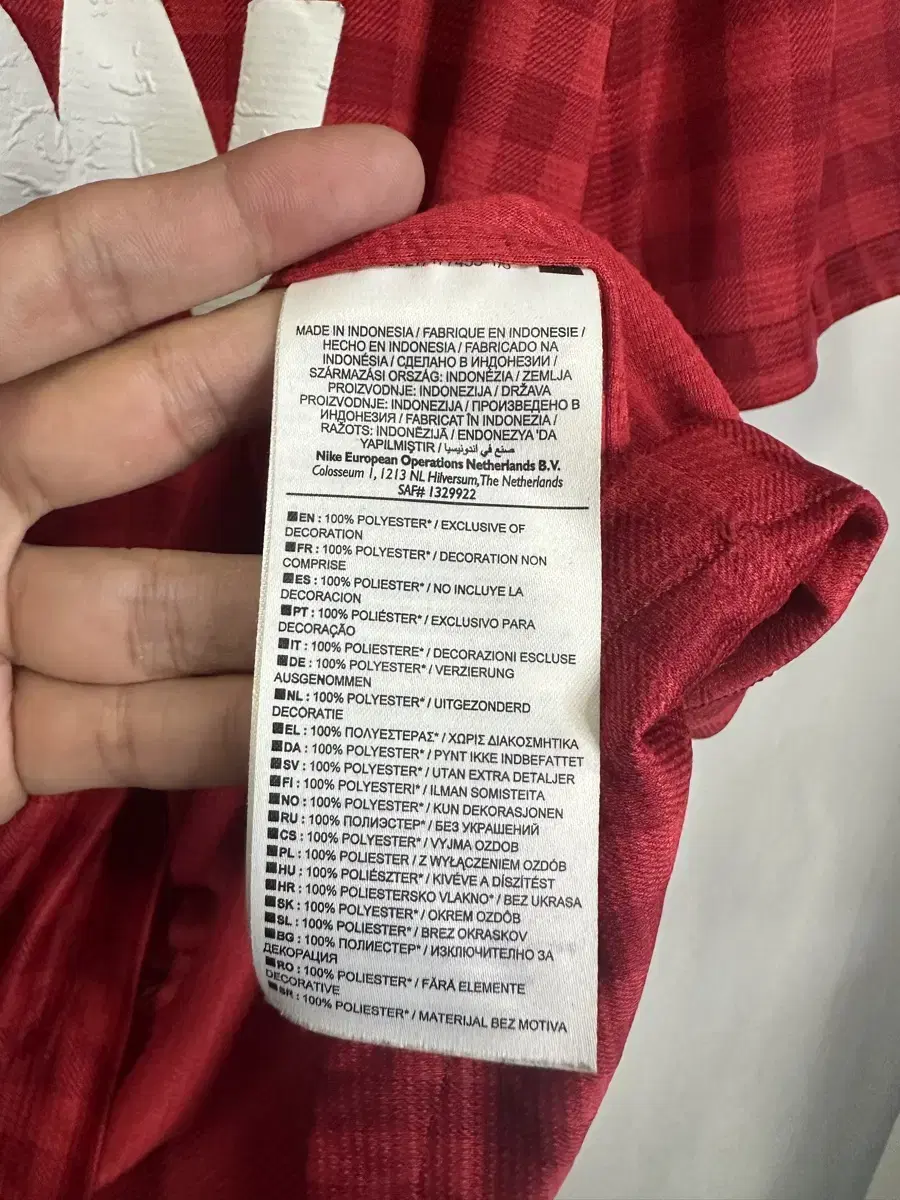 MADE IN INDONESIA / FABRIQUE EN INDONESIE /
HECHO EN INDONESIA / FABRICADO NA
INDONÉSIA / СДЕЛАНО В ИНДОНЕЗИИ /
SZÁRMAZÁSI ORSZÁG: INDONÉZIA / ZEMLJA
PROIZVODNJE: INDONEZIJA / DRŽAVA
PROIZVODNJE: INDONEZIJA / ПРОИЗВЕДЕНО В
ИНДОНЕЗИЯ / FABRICAT ÎN INDONEZIA /
RAŽOTS: INDONĒZIJĀ / ENDONEZYA 'DA
YAPILMIŞTIR / صنع في اندونيسيا
Nike European Operations Netherlands B.V.
Colosseum 1, 1213 NL Hilversum, The Netherlands
SAF# 1329922
EN : 100% POLYESTER* / EXCLUSIVE OF
DECORATION
FR : 100% POLYESTER* / DECORATION NON
COMPRISE
ES : 100% POLIESTER* / NO INCLUYE LA
DECORACION
PT : 100% POLIÉSTER* / EXCLUSIVO PARA
DECORAÇÃO
IT : 100% POLIESTERE* / DECORAZIONI ESCLUSE
DE : 100% POLYESTER* / VERZIERUNG
AUSGENOMMEN
NL : 100% POLYESTER* / UITGEZONDERD
DECORATIE
EL : 100% ΠΟΛΥΕΣΤΕΡΑΣ* / ΧΩΡΙΣ ΔΙΑΚΟΣΜΗΤΙΚΑ
DA : 100% POLYESTER* / PYNT IKKE INDBEFATTET
SV : 100% POLYESTER* / UTAN EXTRA DETALJER
FI : 100% POLYESTERI* / ILMAN SOMISTEITA
NO : 100% POLYESTER* / KUN DEKORASJONEN
RU : 100% ПОЛИЭСТЕР* / БЕЗ УКРАШЕНИЙ
CS : 100% POLYESTER* / VYJMA OZDOB
PL : 100% POLIESTER / Z WYŁĄCZENIEM OZDÓB
HU : 100% POLIÉSZTER* / KIVÉVE A DÍSZÍTÉST
HR : 100% POLIESTERSKO VLAKNO* / BEZ UKRASA
SK : 100% POLYESTER* / OKREM OZDÔB
SL : 100% POLIESTER* / BREZ OKRASKOV
BG : 100% ПОЛИЕСТЕР* / ИЗКЛЮЧИТЕЛНО ЗА
ДЕКОРАЦИЯ
RO : 100% POLIESTER* / FĂRĂ ELEMENTE
DECORATIVE
SR : 100% POLIESTER* / MATERIJAL BEZ MOTIVA